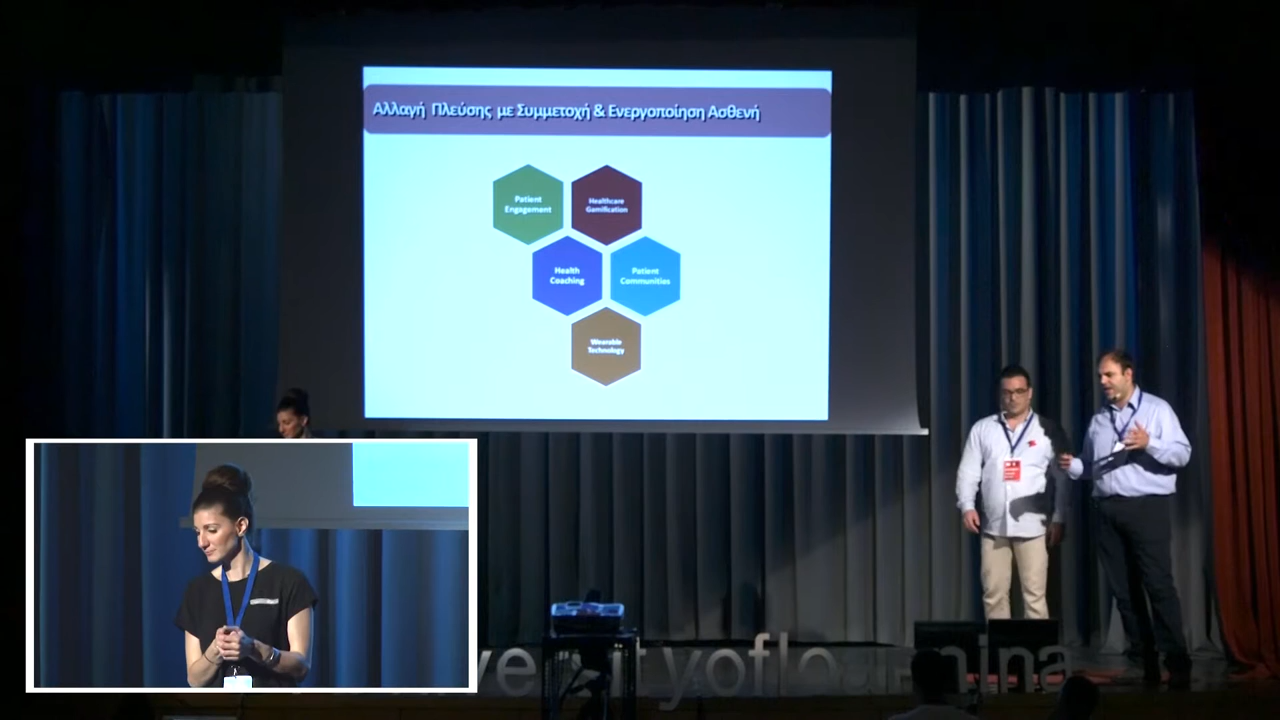 Αλλαγή Πλεύσης με Συμμετοχή & Ενεργοποίηση Ασθενή
Patient
Engagement
Healthcare
Gamification
Health
Coaching
Patient
Communities
Wearable
Technology